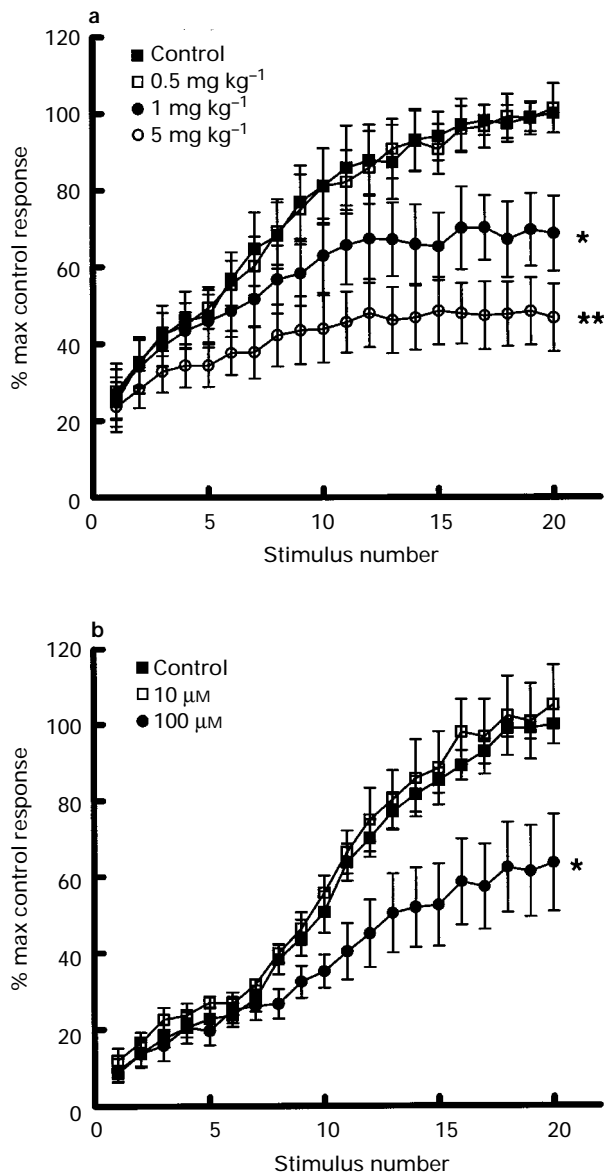 a
120
100
80
60
40
20
0
% max control response
Control
0.5 mg kg⁻¹
1 mg kg⁻¹
5 mg kg⁻¹
*
**
0 5 10 15 20
Stimulus number
b
120
100
80
60
40
20
0
% max control response
Control
10 μM
100 μM
*
0 5 10 15 20
Stimulus number